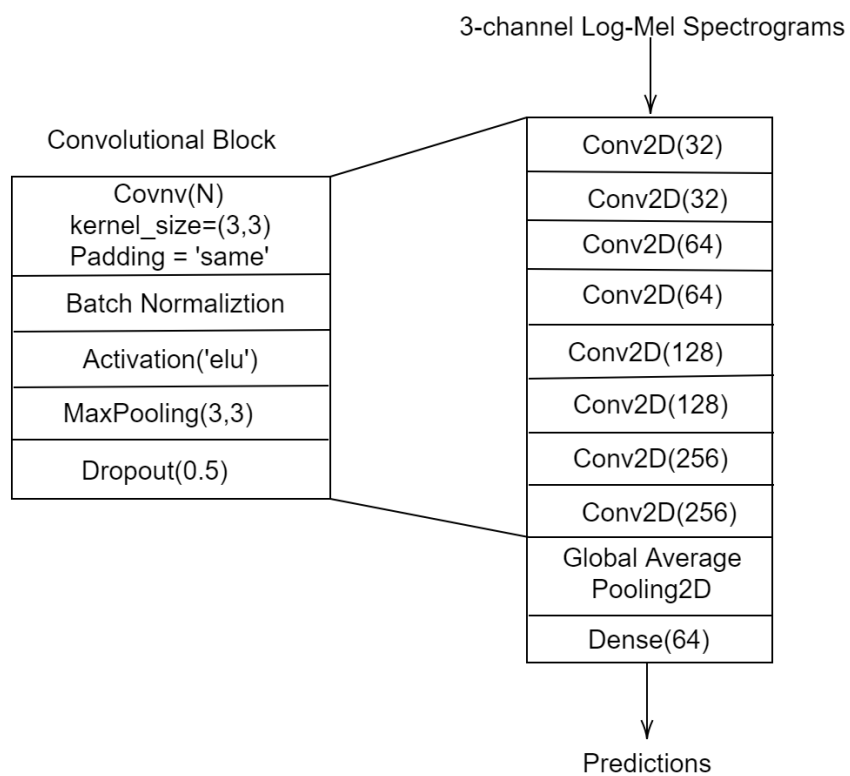 3-channel Log-Mel Spectrograms
Convolutional Block
Covnv(N)
kernel_size=(3,3)
Padding = 'same'
Batch Normaliztion
Activation('elu')
MaxPooling(3,3)
Dropout(0.5)
Conv2D(32)
Conv2D(32)
Conv2D(64)
Conv2D(64)
Conv2D(128)
Conv2D(128)
Conv2D(256)
Conv2D(256)
Global Average
Pooling2D
Dense(64)
Predictions